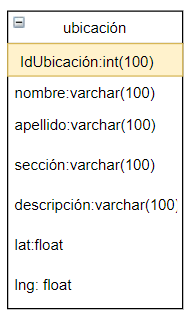 ubicación
IdUbicación:int(100)
nombre:varchar(100)
apellido:varchar(100)
sección:varchar(100)
descripción:varchar(100)
lat:float
lng: float